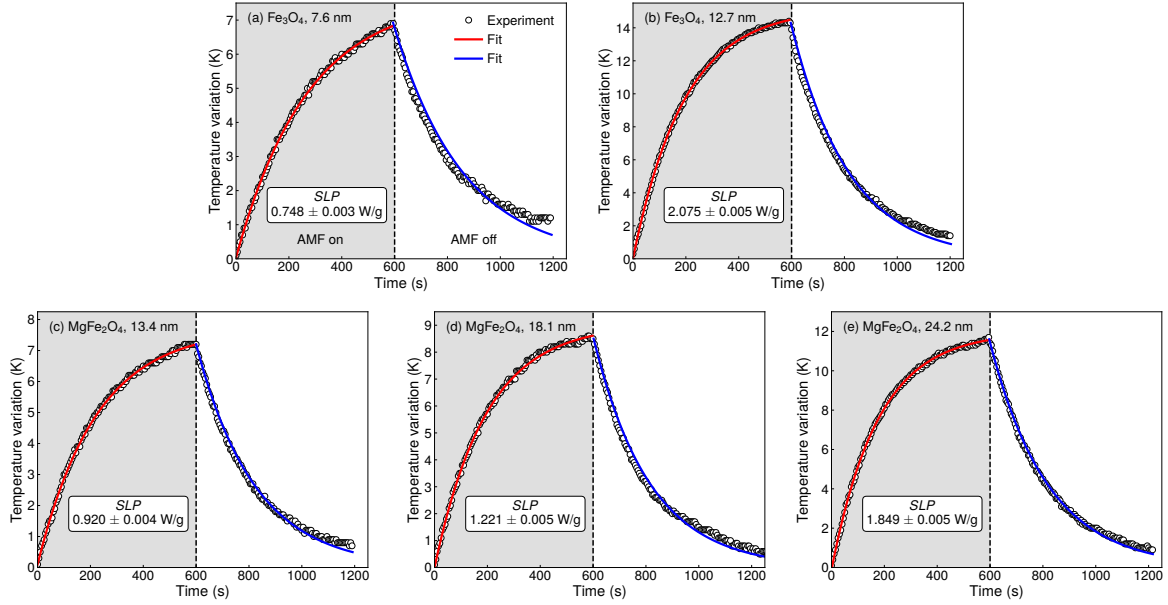 (a) Fe₃O₄, 7.6 nm
Experiment
Fit
Fit
SLP
0.748 ± 0.003 W/g
AMF on
AMF off
Temperature variation (K)
7
6
5
4
3
2
1
0
0 200 400 600 800 1000 1200
Time (s)
(b) Fe₃O₄, 12.7 nm
SLP
2.075 ± 0.005 W/g
Temperature variation (K)
14
12
10
8
6
4
2
0
0 200 400 600 800 1000 1200
Time (s)
(c) MgFe₂O₄, 13.4 nm
SLP
0.920 ± 0.004 W/g
Temperature variation (K)
8
7
6
5
4
3
2
1
0
0 200 400 600 800 1000 1200
Time (s)
(d) MgFe₂O₄, 18.1 nm
SLP
1.221 ± 0.005 W/g
Temperature variation (K)
9
8
7
6
5
4
3
2
1
0
0 200 400 600 800 1000 1200
Time (s)
(e) MgFe₂O₄, 24.2 nm
SLP
1.849 ± 0.005 W/g
Temperature variation (K)
12
10
8
6
4
2
0
0 200 400 600 800 1000 1200
Time (s)